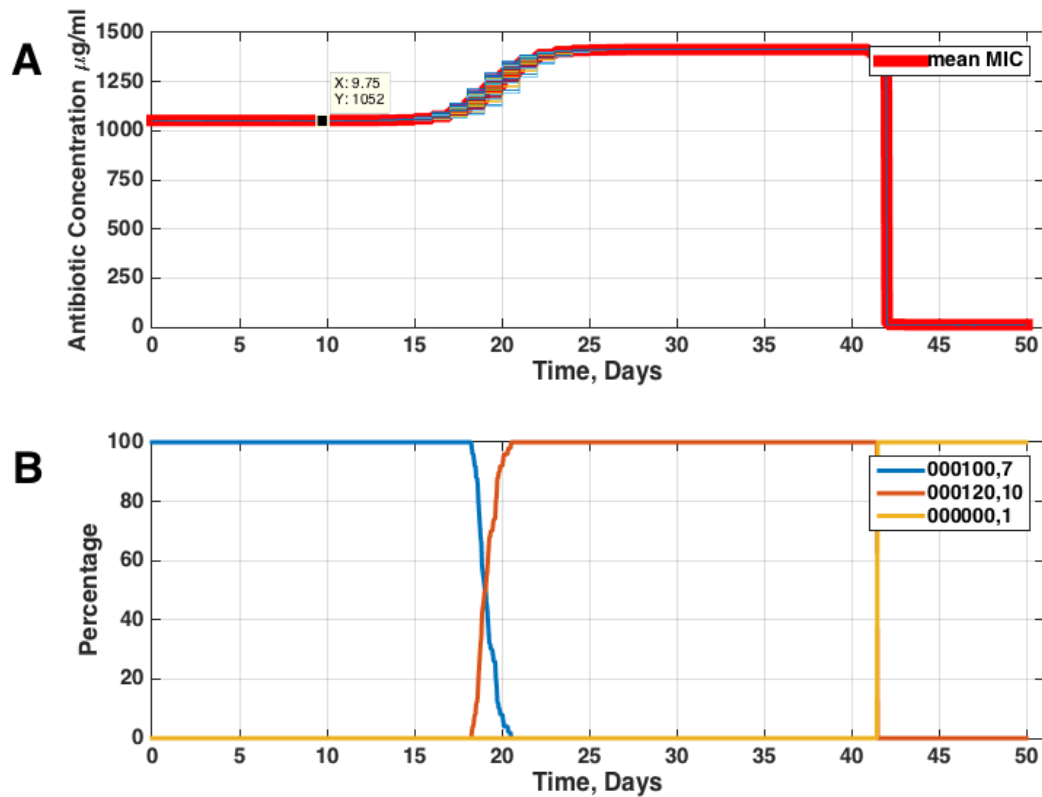 A
Antibiotic Concentration μg/ml
1500
1250
1000
750
500
250
0
X: 9.75
Y: 1052
mean MIC
0 5 10 15 20 25 30 35 40 45 50
Time, Days
B
Percentage
100
80
60
40
20
0
000100,7
000120,10
000000,1
0 5 10 15 20 25 30 35 40 45 50
Time, Days